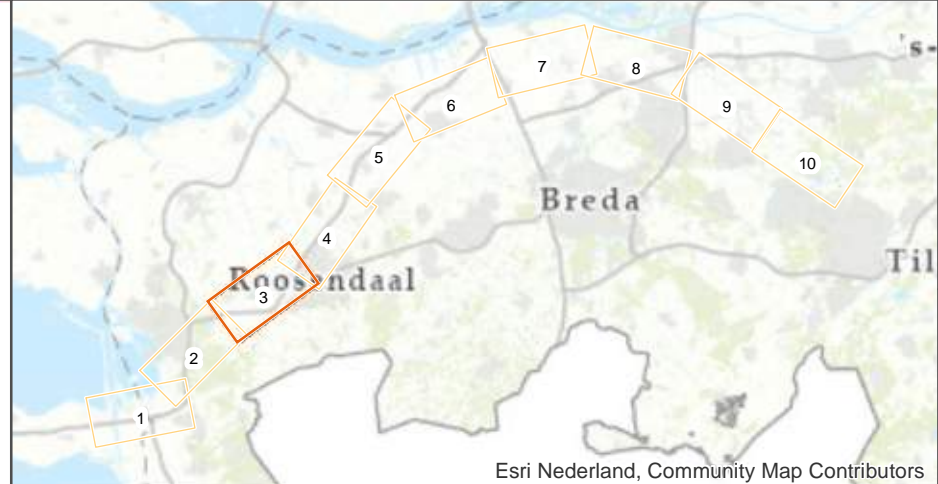 's-
7
8
6
9
5
10
Breda
4
Til
Roosendaal
3
2
1
Esri Nederland, Community Map Contributors